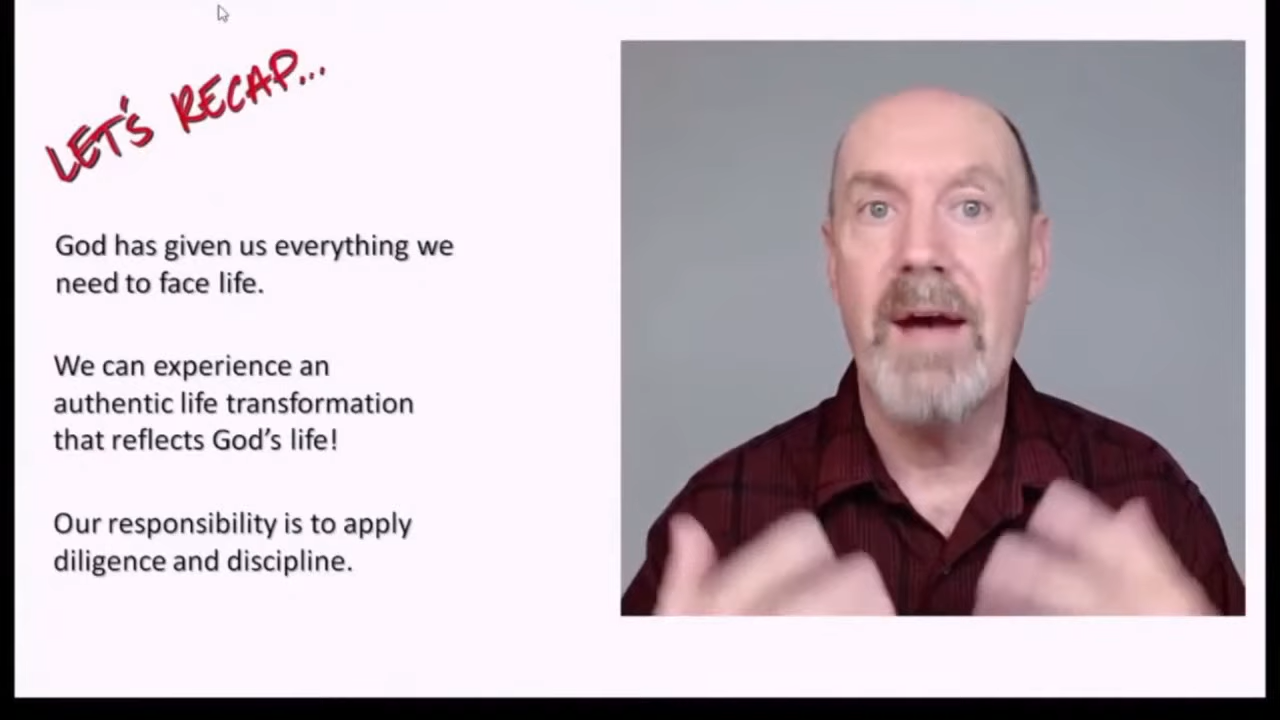 LET'S RECAP...
God has given us everything we
need to face life.
We can experience an
authentic life transformation
that reflects God’s life!
Our responsibility is to apply
diligence and discipline.